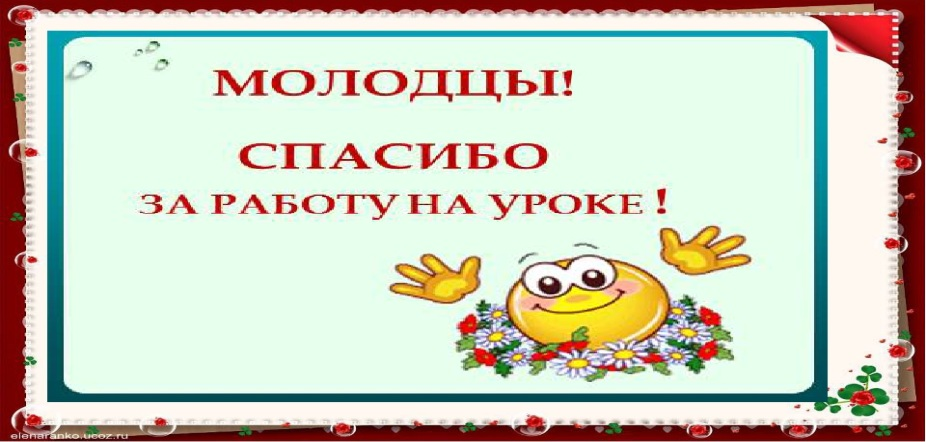 МОЛОДЦЫ!
СПАСИБО
ЗА РАБОТУ НА УРОКЕ !
elenaranko.ucoz.ru